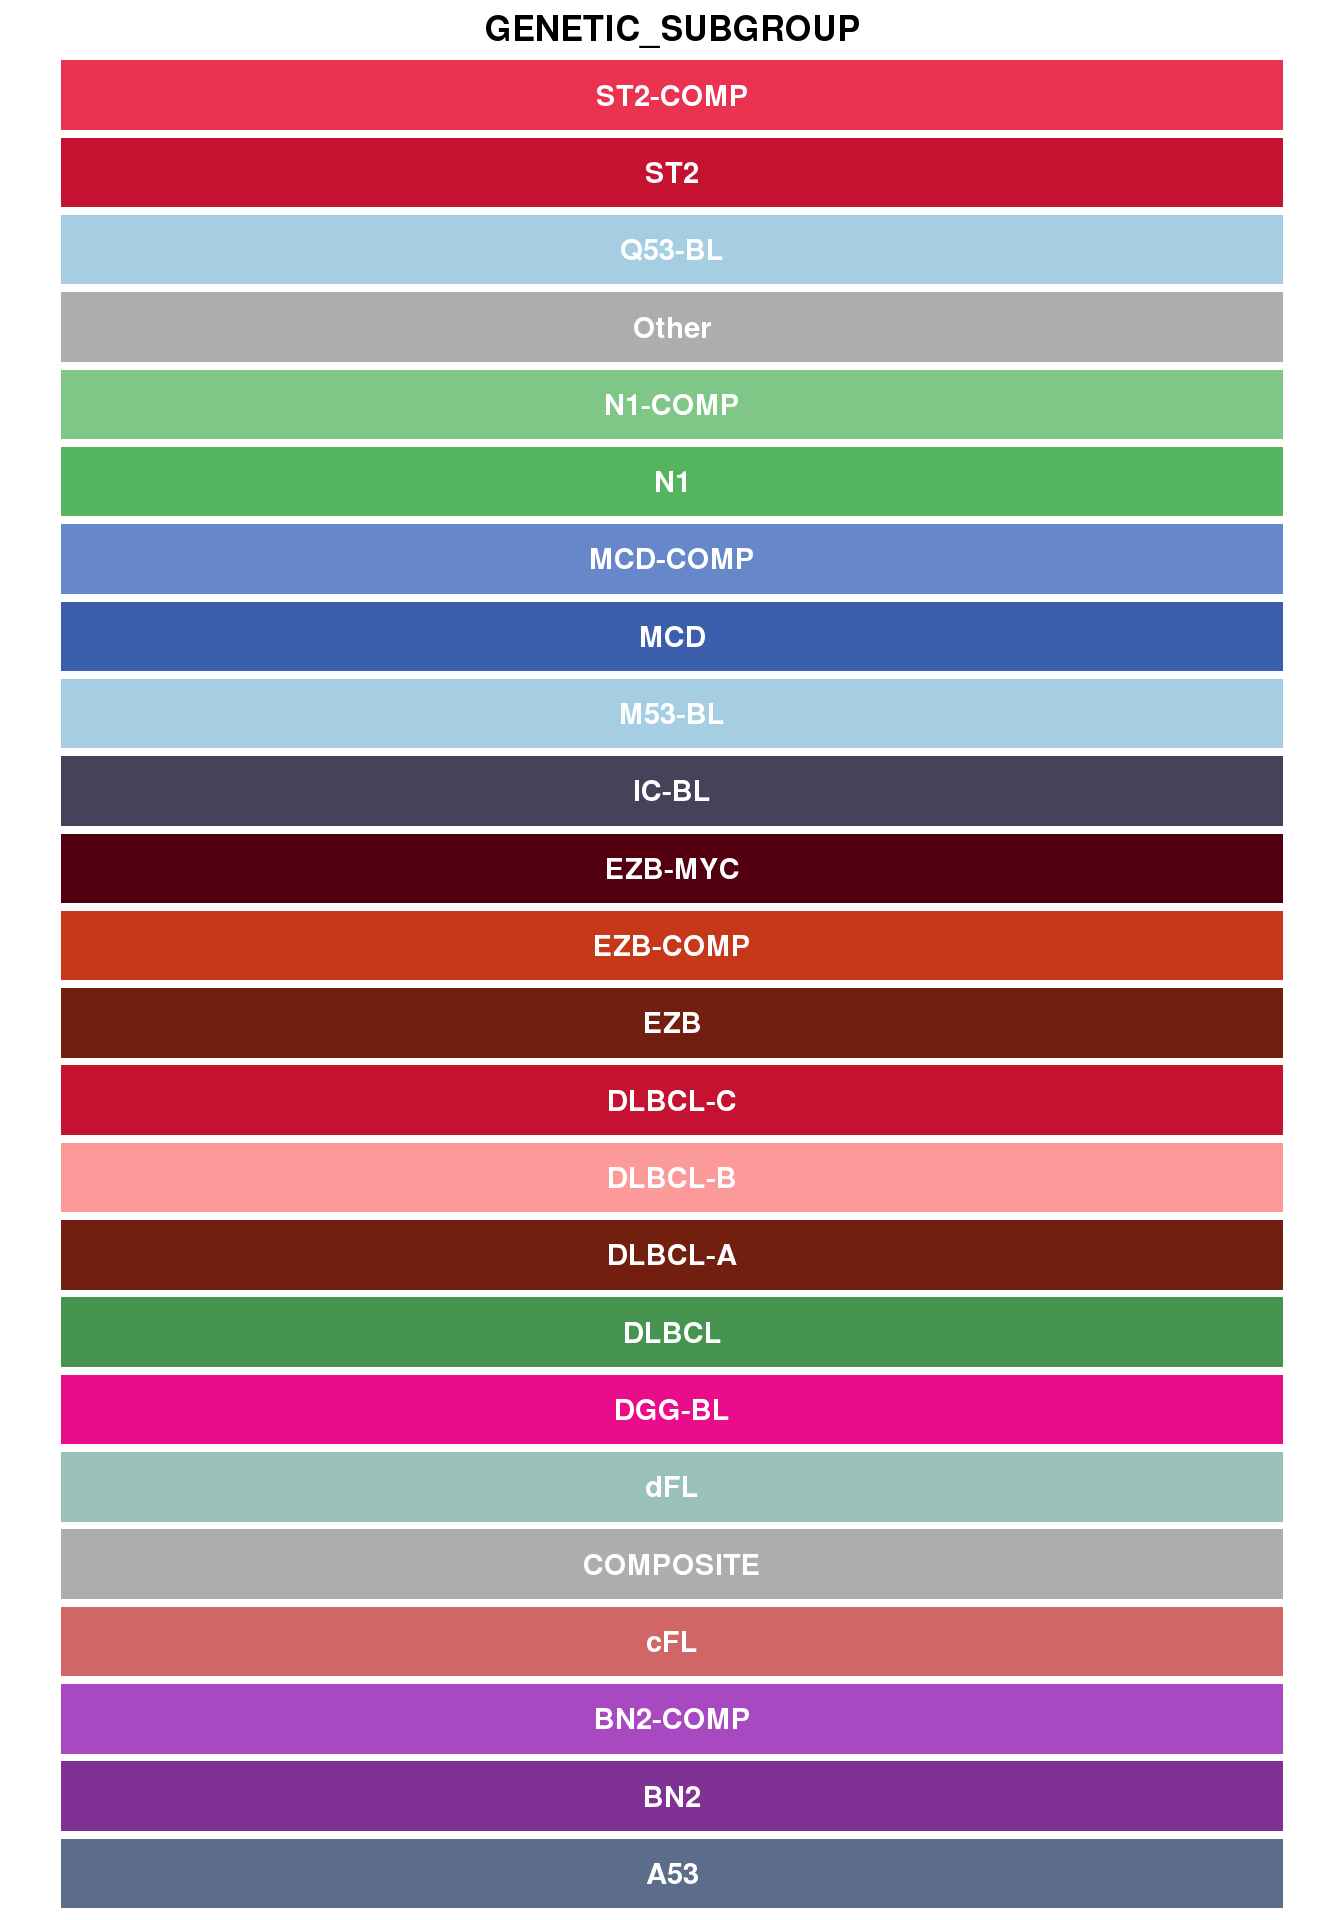 GENETIC_SUBGROUP
ST2-COMP
ST2
Q53-BL
Other
N1-COMP
N1
MCD-COMP
MCD
M53-BL
IC-BL
EZB-MYC
EZB-COMP
EZB
DLBCL-C
DLBCL-B
DLBCL-A
DLBCL
DGG-BL
dFL
COMPOSITE
cFL
BN2-COMP
BN2
A53